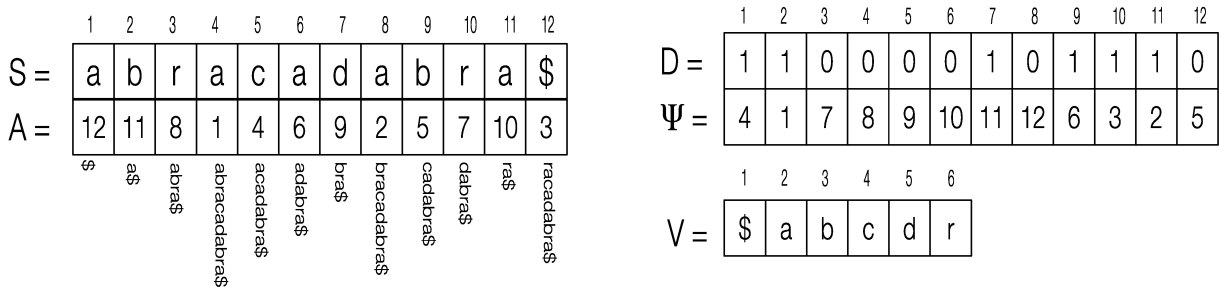 1 2 3 4 5 6 7 8 9 10 11 12
S = a b r a c a d a b r a $
A = 12 11 8 1 4 6 9 2 5 7 10 3
$ a$ abra$ abracadabra$ acadabra$ adabra$ bra$ bracadabra$ cadabra$ dabra$ ra$ racadabra$
1 2 3 4 5 6 7 8 9 10 11 12
D = 1 1 0 0 0 0 1 0 1 1 1 0
Ψ = 4 1 7 8 9 10 11 12 6 3 2 5
1 2 3 4 5 6
V = $ a b c d r